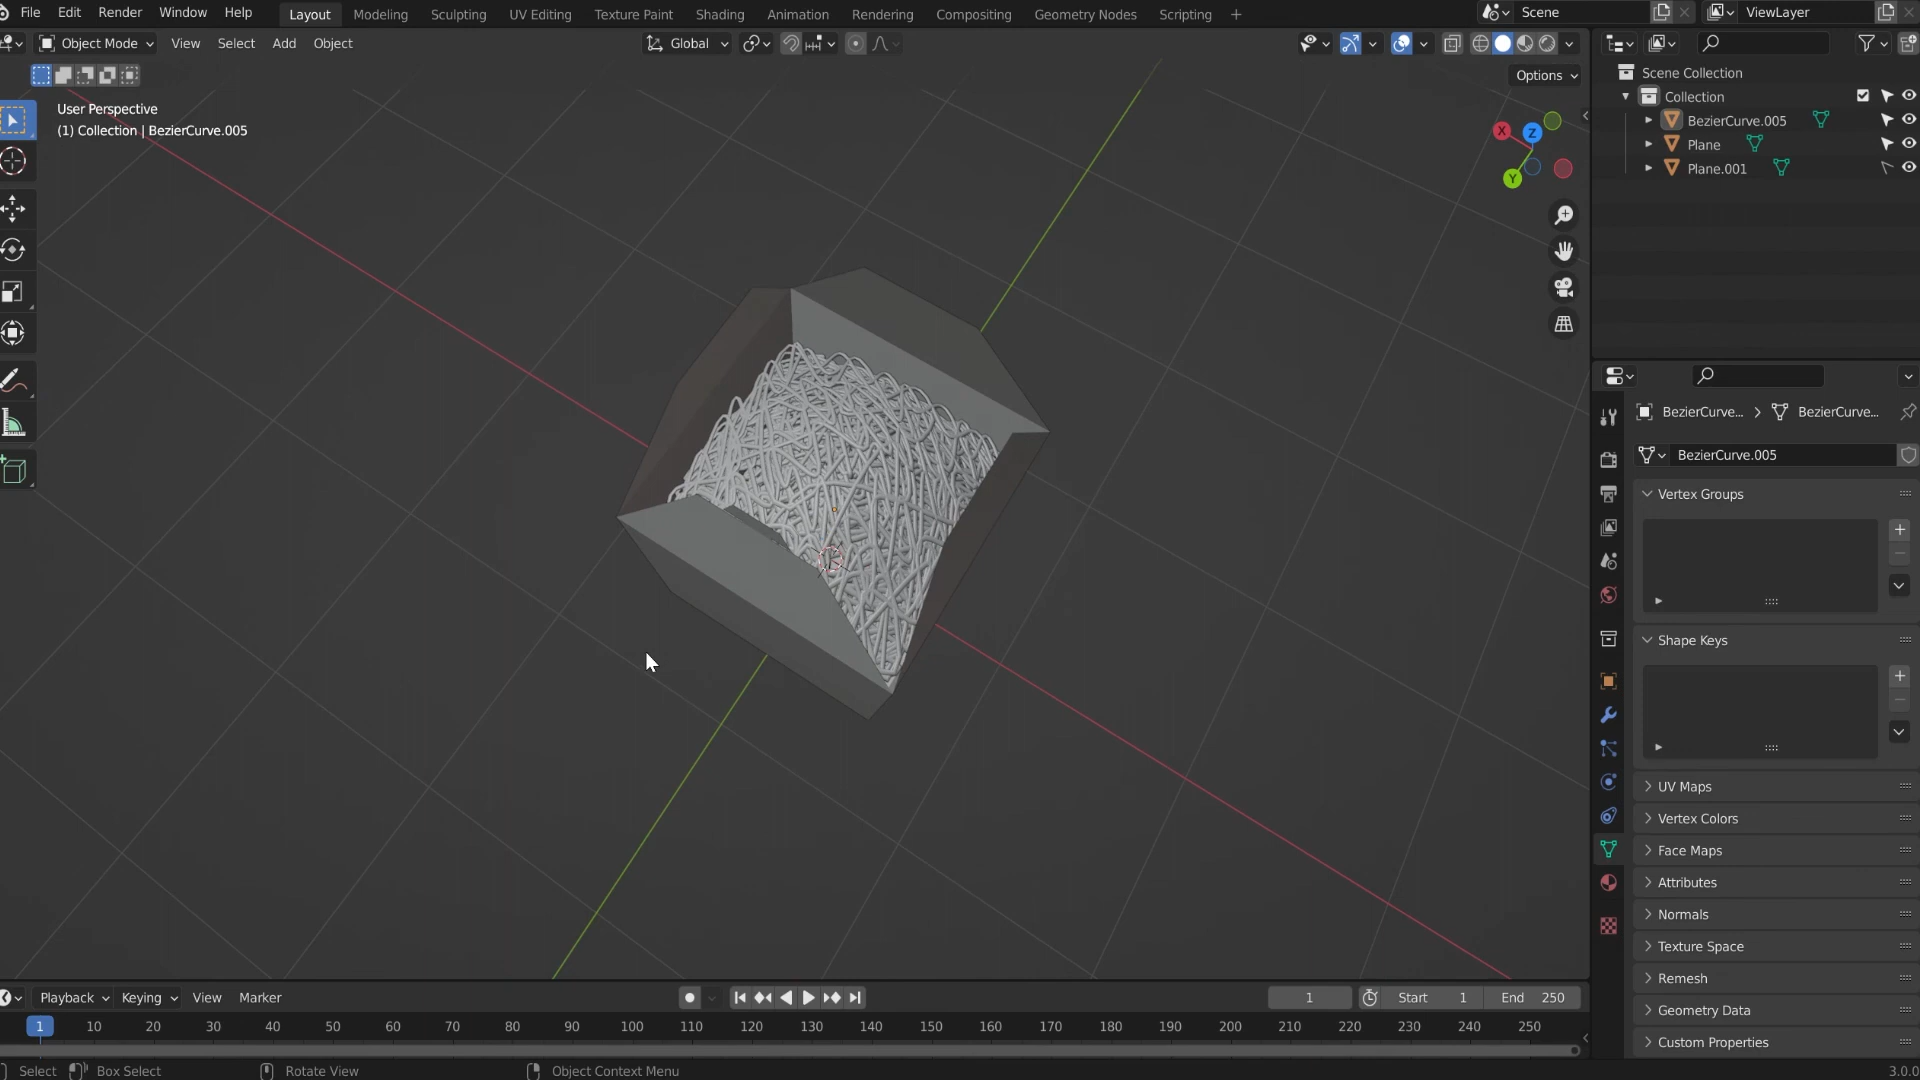 File Edit Render Window Help Layout Modeling Sculpting UV Editing Texture Paint Shading Animation Rendering Compositing Geometry Nodes Scripting + Scene ViewLayer
Object Mode View Select Add Object Global
Options
User Perspective
(1) Collection | BezierCurve.005
X Z Y
Scene Collection
Collection
BezierCurve.005
Plane
Plane.001
BezierCurve... > BezierCurve...
BezierCurve.005
Vertex Groups
Shape Keys
UV Maps
Vertex Colors
Face Maps
Attributes
Normals
Texture Space
Remesh
Geometry Data
Custom Properties
Playback Keying View Marker 1 Start 1 End 250
1 10 20 30 40 50 60 70 80 90 100 110 120 130 140 150 160 170 180 190 200 210 220 230 240 250
Select Box Select Rotate View Object Context Menu 3.0.0